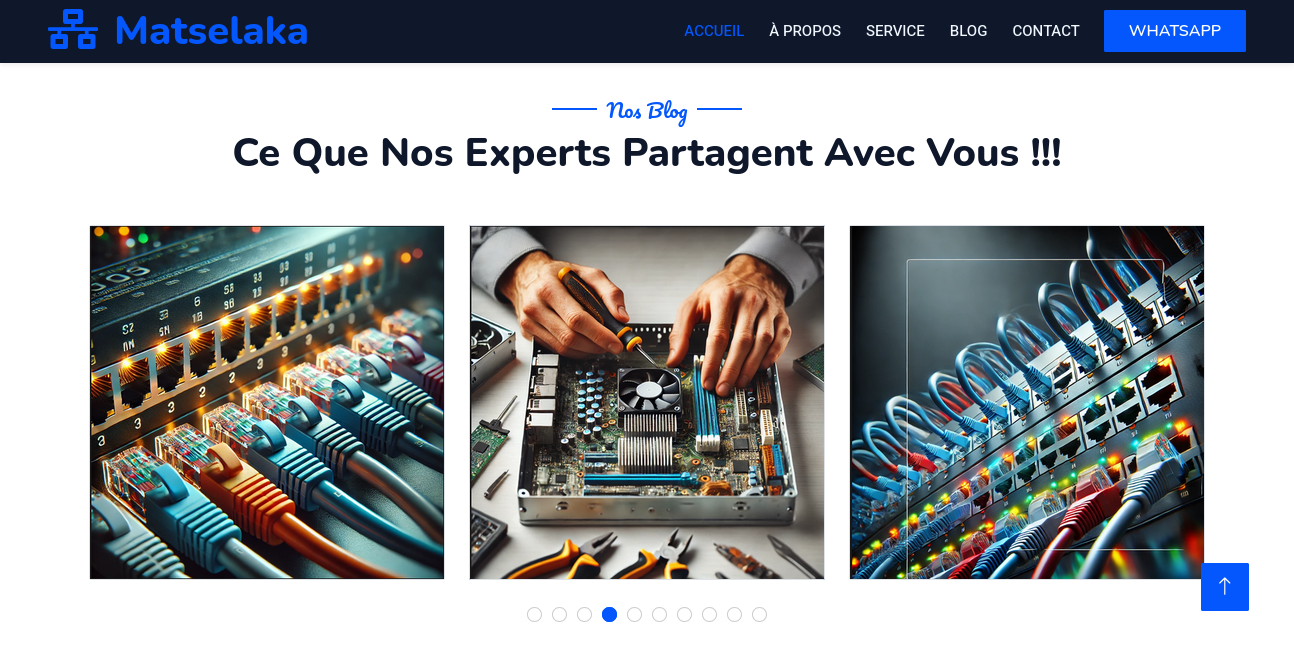 Matselaka
ACCUEIL À PROPOS SERVICE BLOG CONTACT WHATSAPP
Nos Blog
Ce Que Nos Experts Partagent Avec Vous !!!